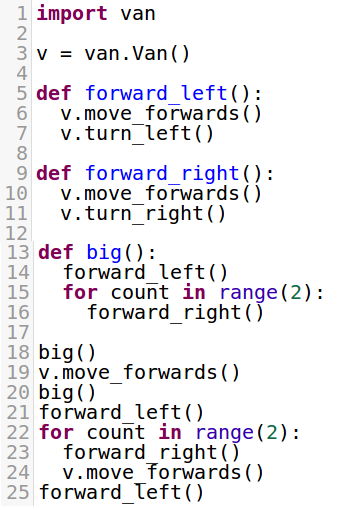 1 import van
2
3 v = van.Van()
4
5 def forward_left():
6   v.move_forwards()
7   v.turn_left()
8
9 def forward_right():
10   v.move_forwards()
11   v.turn_right()
12
13 def big():
14   forward_left()
15   for count in range(2):
16     forward_right()
17
18 big()
19 v.move_forwards()
20 big()
21 forward_left()
22 for count in range(2):
23   forward_right()
24   v.move_forwards()
25 forward_left()